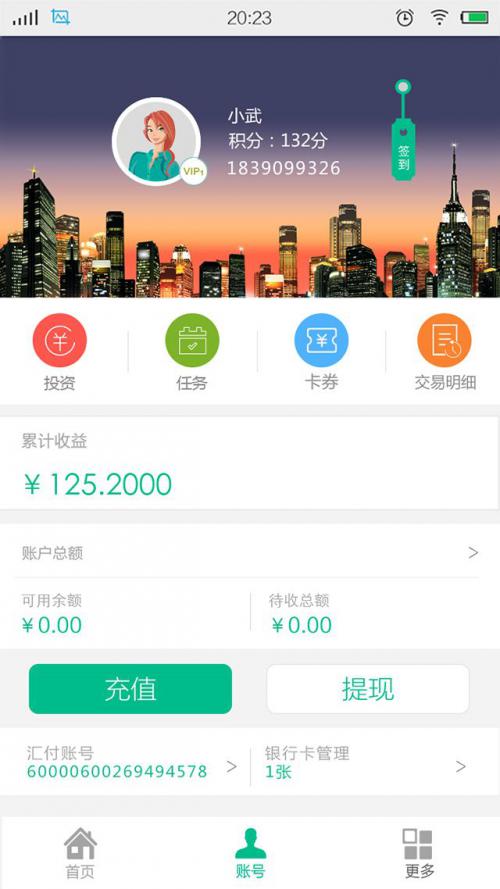 20:23
小武
积分：132分
1839099326
VIP1
签到
投资
任务
卡券
交易明细
累计收益
￥125.2000
账户总额
>
可用余额
待收总额
￥0.00
￥0.00
充值
提现
汇付账号
银行卡管理
60000600269494578
>
1张
>
首页
账号
更多